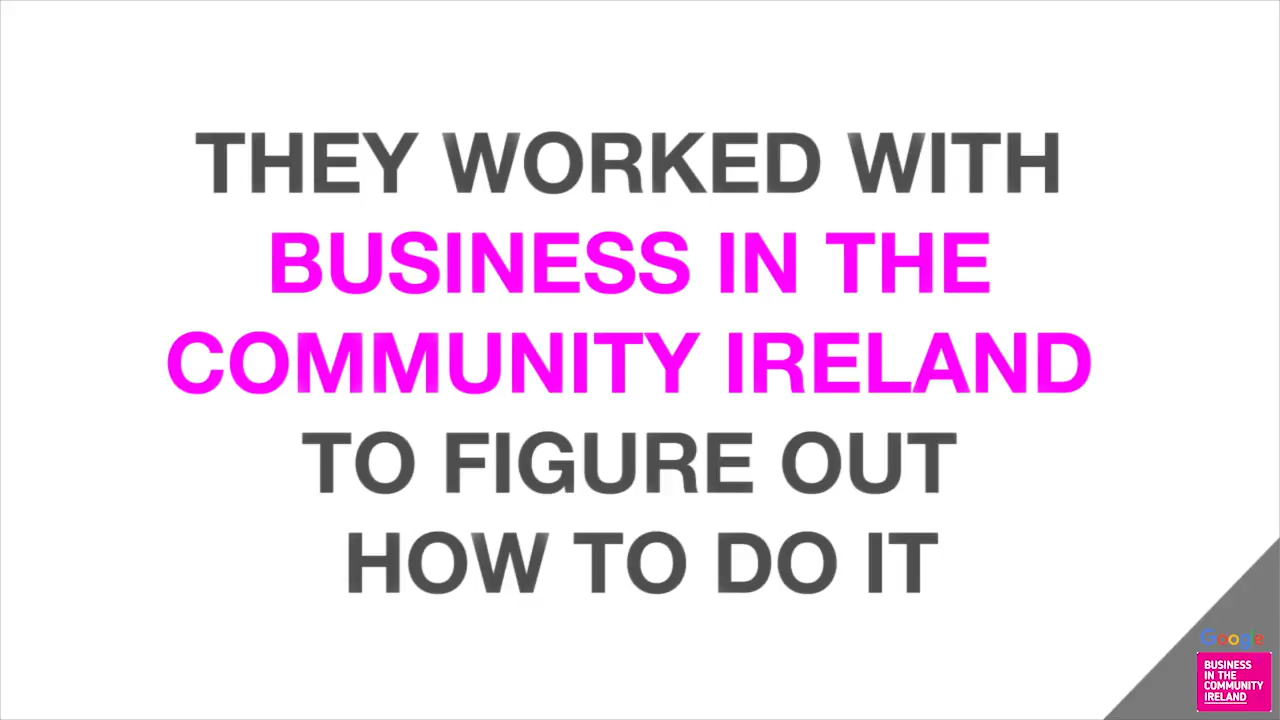 THEY WORKED WITH
BUSINESS IN THE
COMMUNITY IRELAND
TO FIGURE OUT
HOW TO DO IT
Google
BUSINESS
IN THE
COMMUNITY
IRELAND